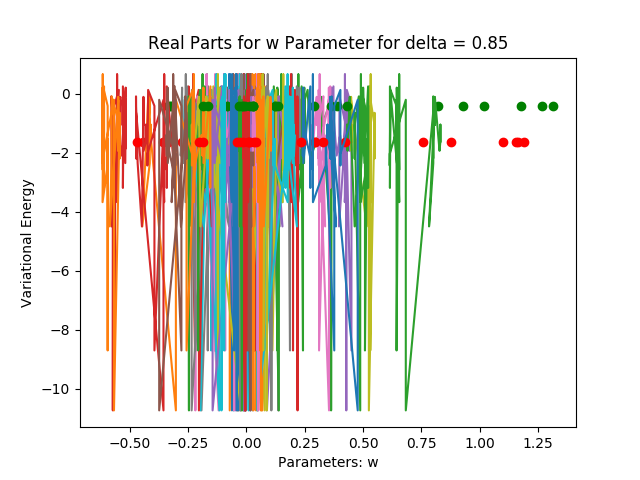 Real Parts for w Parameter for delta = 0.85
Variational Energy
0
−2
−4
−6
−8
−10
−0.50 −0.25 0.00 0.25 0.50 0.75 1.00 1.25
Parameters: w